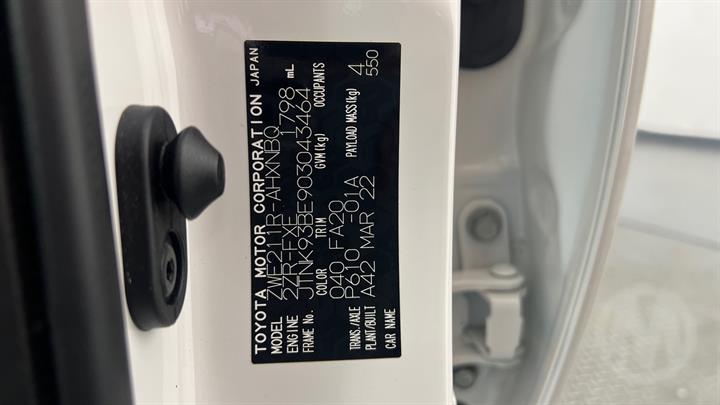 TOYOTA MOTOR CORPORATION JAPAN
MODEL ZWE211R-AHXNBQ
ENGINE 2ZR-FXE 1798 mL
FRAME No. JTNK93BE903043464
COLOR TRIM GVM(kg) OCCUPANTS
040 FA20 4
TRANS./AXLE P610 -01A PAYLOAD MASS(kg) 550
PLANT/BUILT A42 MAR 22
CAR NAME